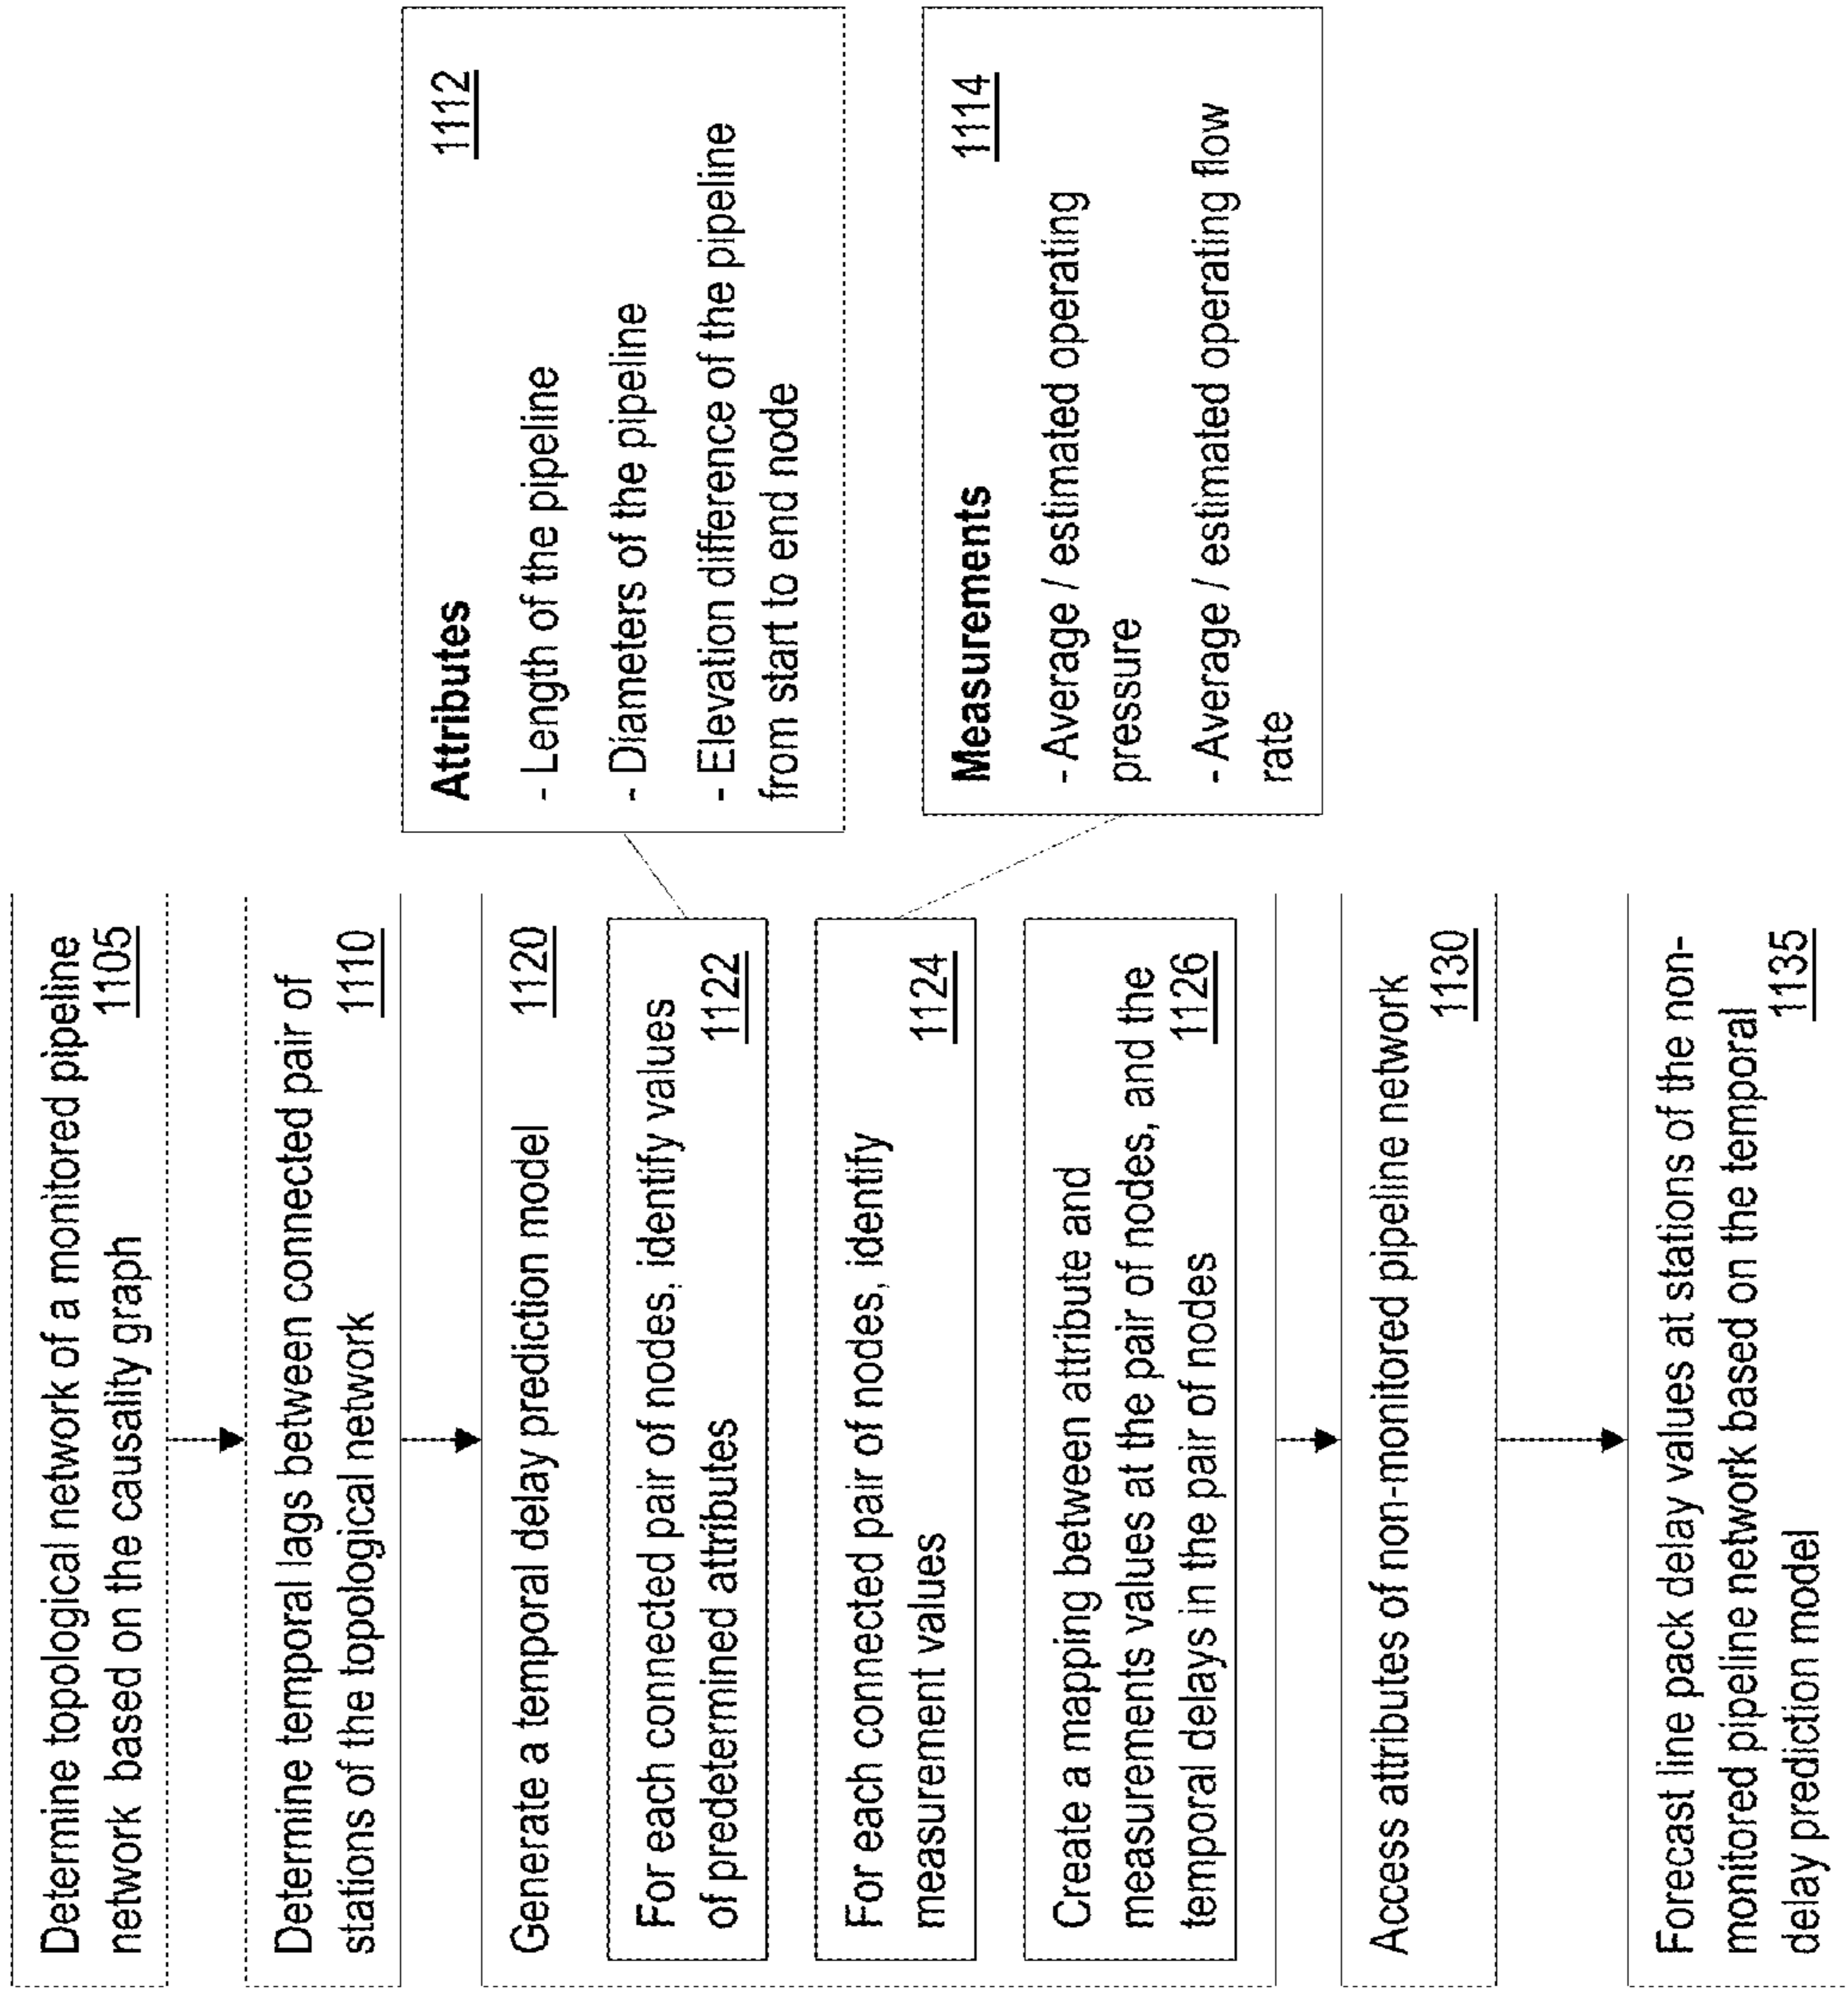 Determine topological network of a monitored pipeline
network based on the causality graph
1105
Determine temporal lags between connected pair of
stations of the topological network
1110
Generate a temporal delay prediction model
1120
For each connected pair of nodes, identify values
of predetermined attributes
1122
For each connected pair of nodes, identify
measurement values
1124
Create a mapping between attribute and
measurements values at the pair of nodes, and the
temporal delays in the pair of nodes
1126
Access attributes of non-monitored pipeline network
1130
Forecast line pack delay values at stations of the non-
monitored pipeline network based on the temporal
delay prediction model
1135
Attributes
1112
- Length of the pipeline
- Diameters of the pipeline
- Elevation difference of the pipeline
from start to end node
Measurements
1114
- Average / estimated operating
pressure
- Average / estimated operating flow
rate